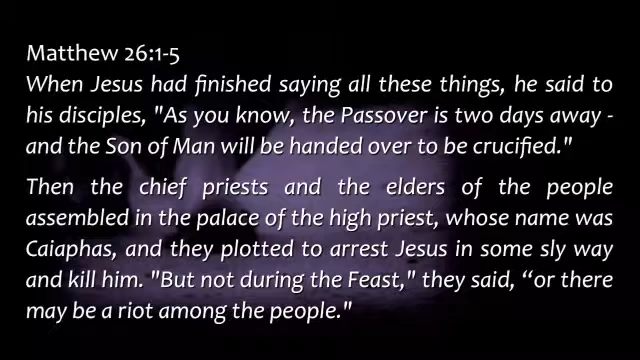 Matthew 26:1-5
When Jesus had finished saying all these things, he said to
his disciples, "As you know, the Passover is two days away -
and the Son of Man will be handed over to be crucified."
Then the chief priests and the elders of the people
assembled in the palace of the high priest, whose name was
Caiaphas, and they plotted to arrest Jesus in some sly way
and kill him. "But not during the Feast," they said, “or there
may be a riot among the people."